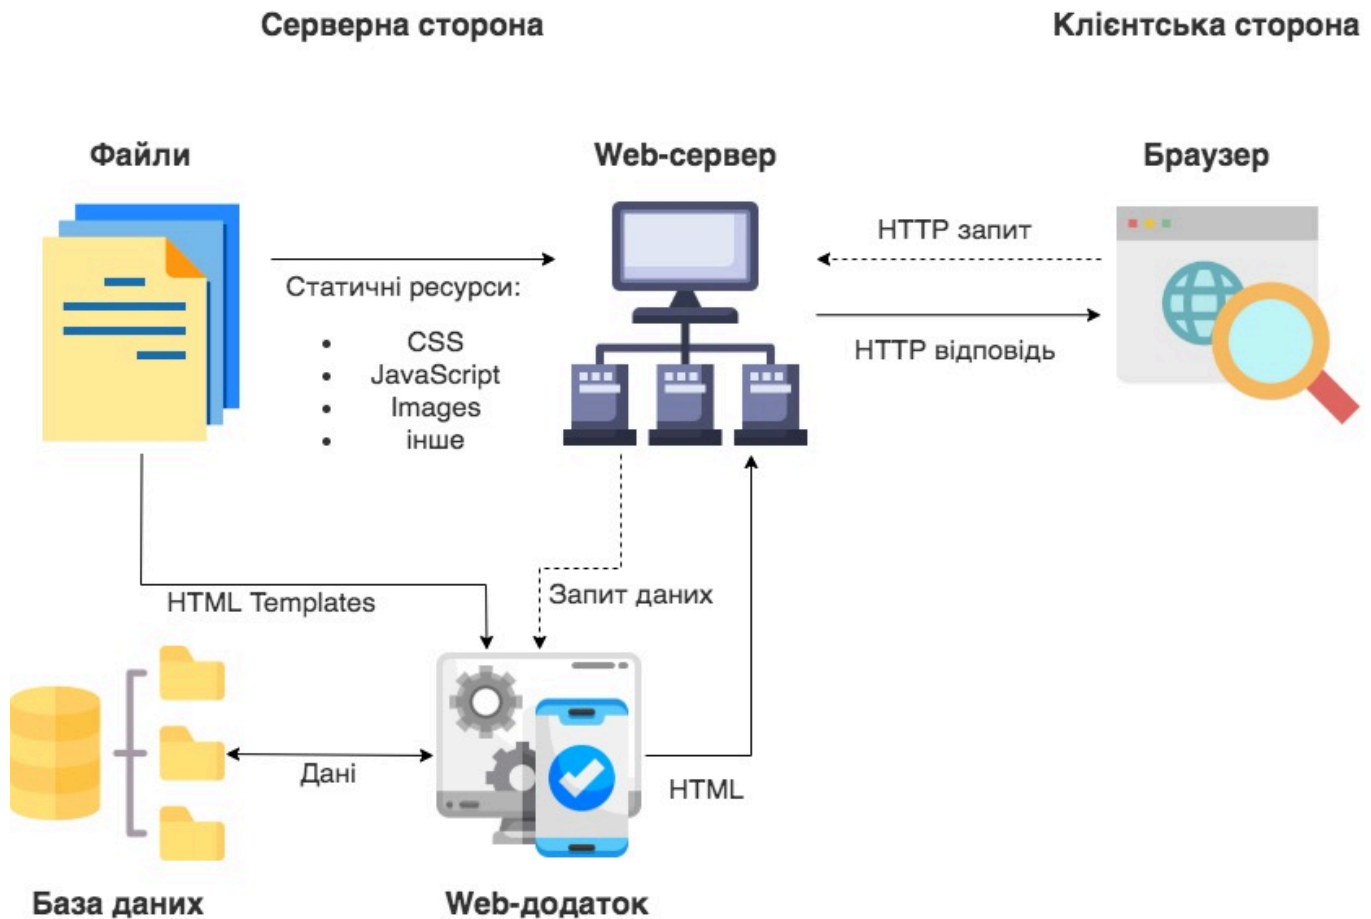 Серверна сторона
Клієнтська сторона
Файли
Web-сервер
Браузер
HTTP запит
Статичні ресурси:
• CSS
• JavaScript
• Images
• інше
HTTP відповідь
HTML Templates
Запит даних
Дані
HTML
База даних
Web-додаток